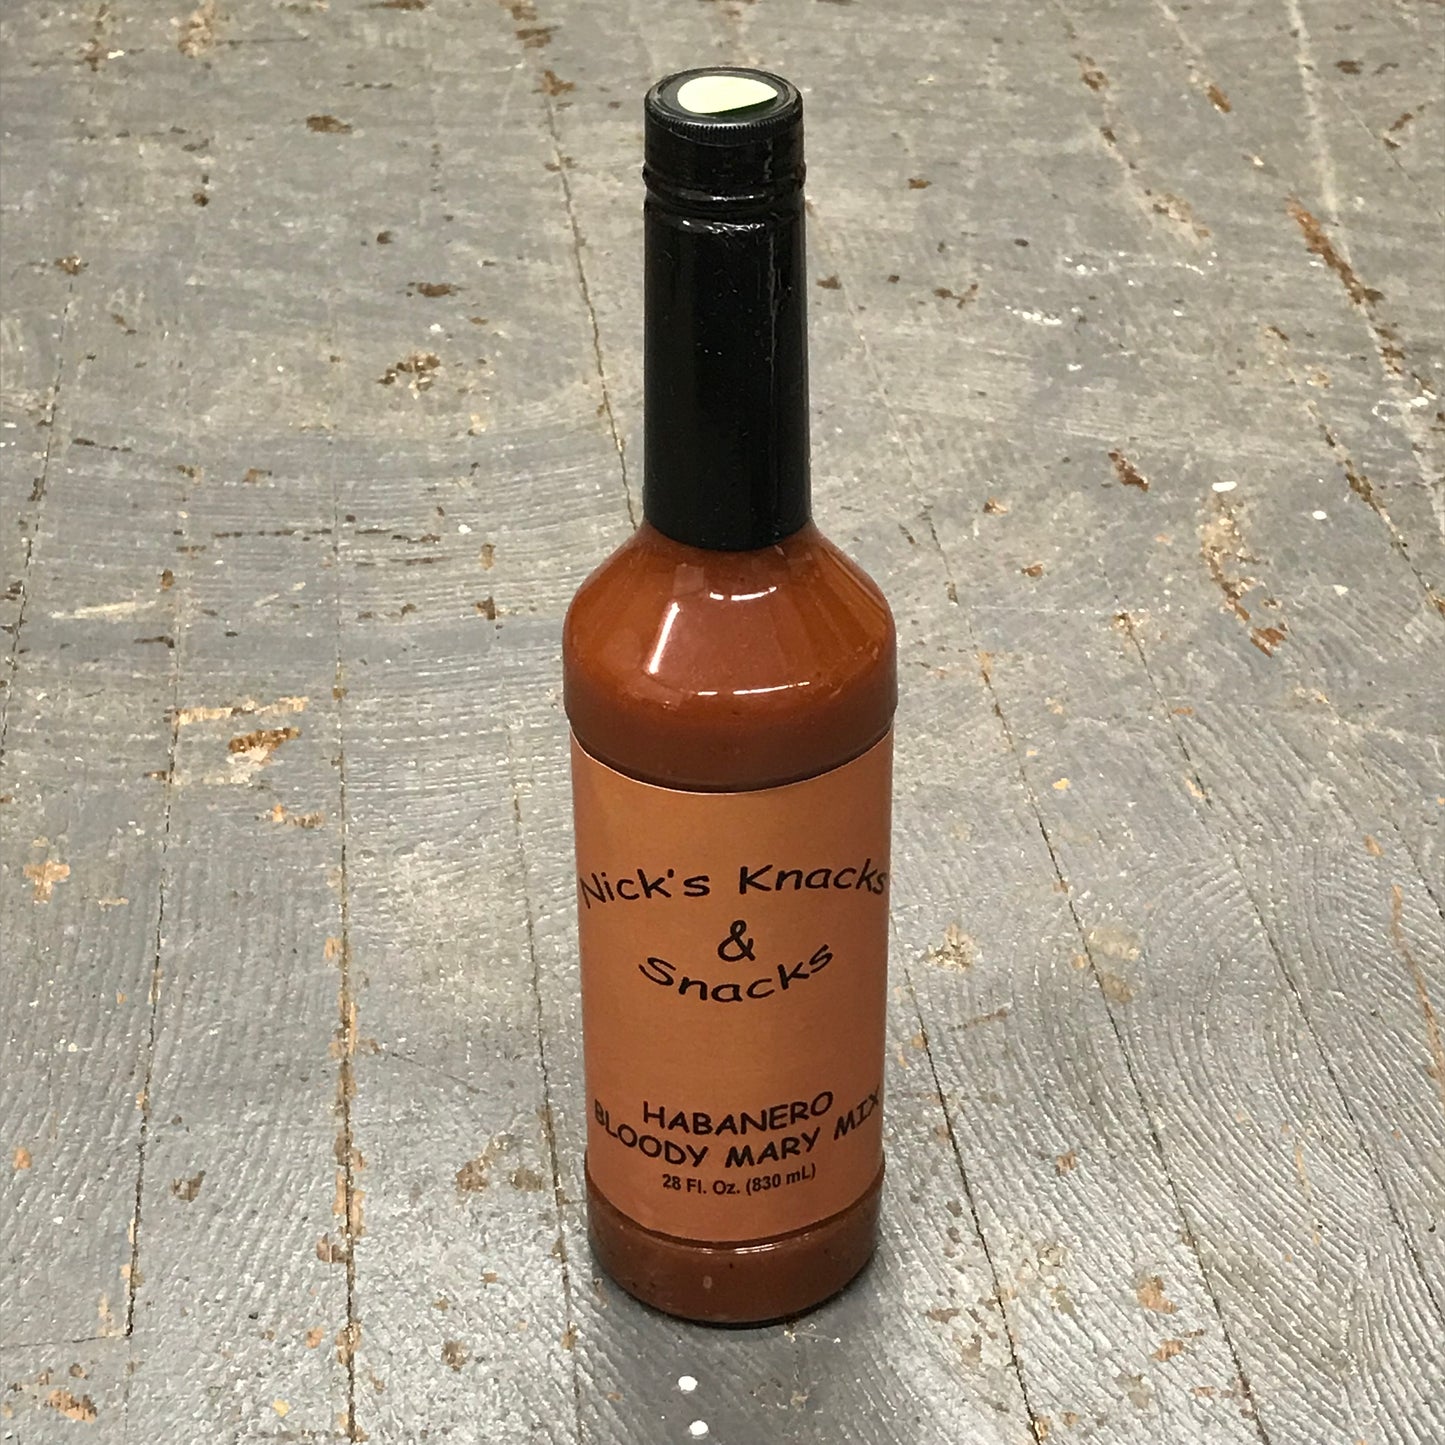 Nick's Knacks
&
Snacks
HABANERO
BLOODY MARY MIX
28 Fl. Oz. (830 mL)